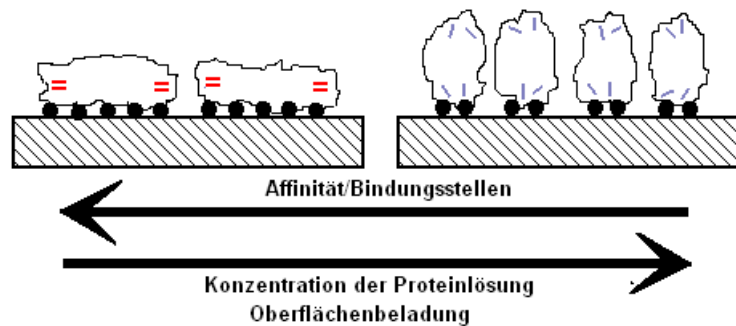 Affinität/Bindungsstellen
Konzentration der Proteinlösung
Oberflächenbeladung